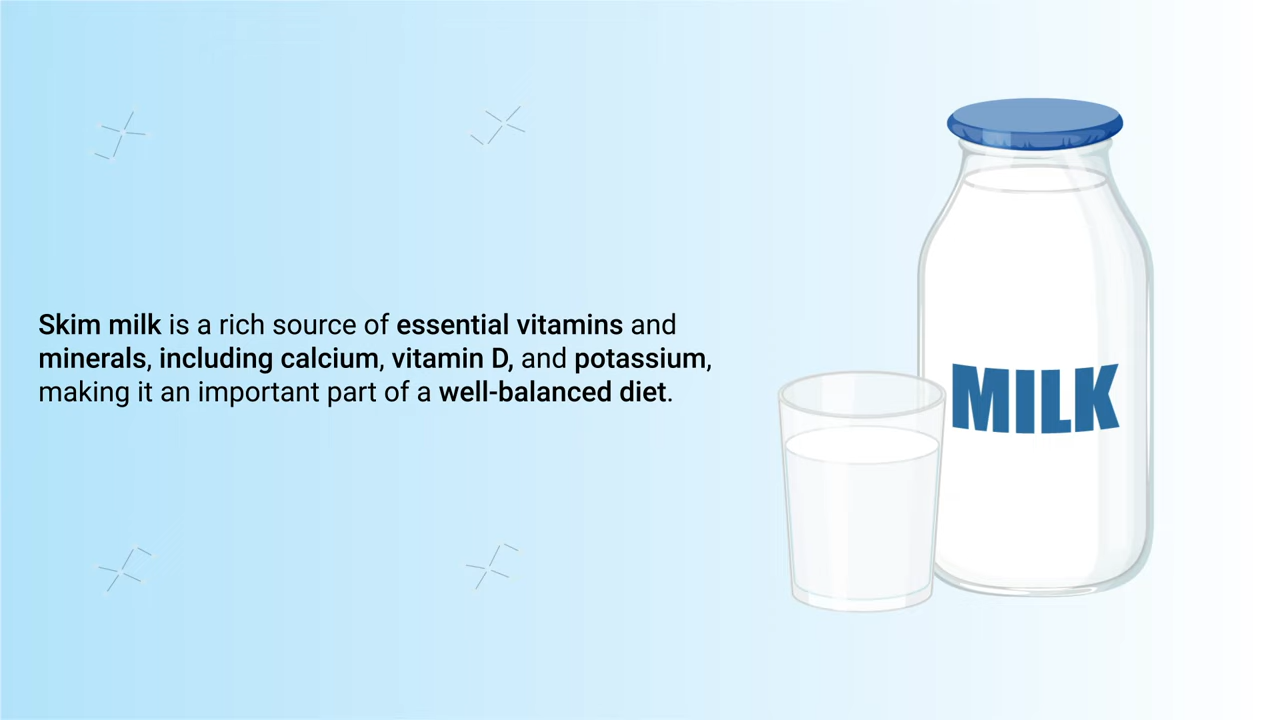 Skim milk is a rich source of essential vitamins and
minerals, including calcium, vitamin D, and potassium,
making it an important part of a well-balanced diet.
MILK